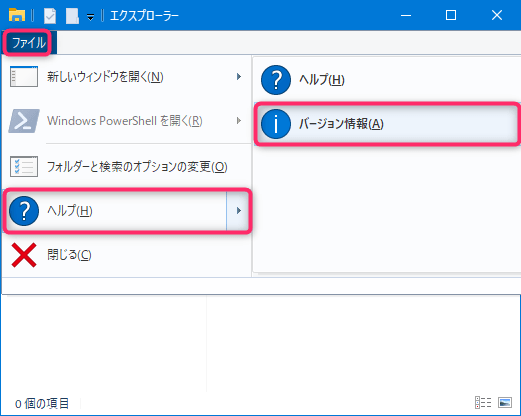 エクスプローラー
ファイル
新しいウィンドウを開く(N)
Windows PowerShell を開く(R)
フォルダーと検索のオプションの変更(O)
ヘルプ(H)
閉じる(C)
ヘルプ(H)
バージョン情報(A)
0 個の項目